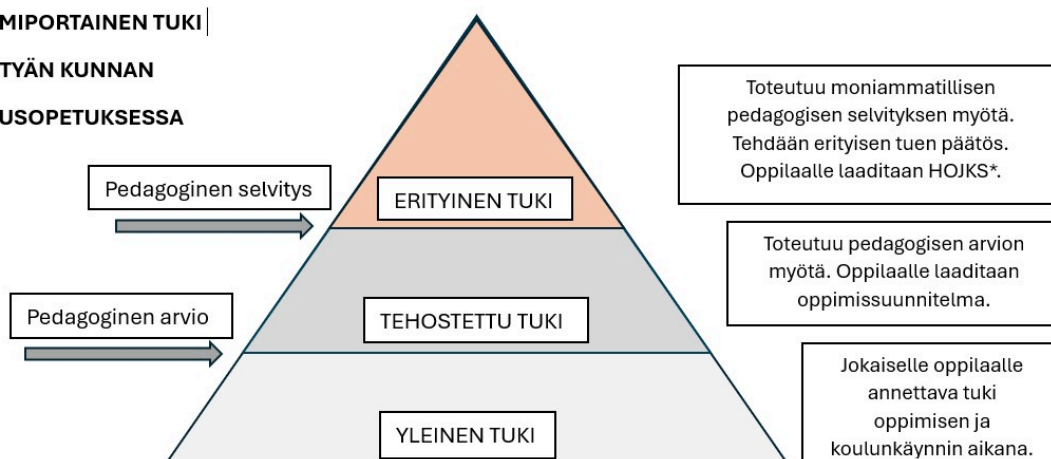 MIPORTAINEN TUKI
TYÄN KUNNAN
USOPETUKSESSA
Toteutuu moniammatillisen
pedagogisen selvityksen myötä.
Tehdään erityisen tuen päätös.
Oppilaalle laaditaan HOJKS*.
Pedagoginen selvitys
ERITYINEN TUKI
Toteutuu pedagogisen arvion
myötä. Oppilaalle laaditaan
oppimissuunnitelma.
Pedagoginen arvio
TEHOSTETTU TUKI
Jokaiselle oppilaalle
annettava tuki
oppimisen ja
koulunkäynnin aikana.
YLEINEN TUKI